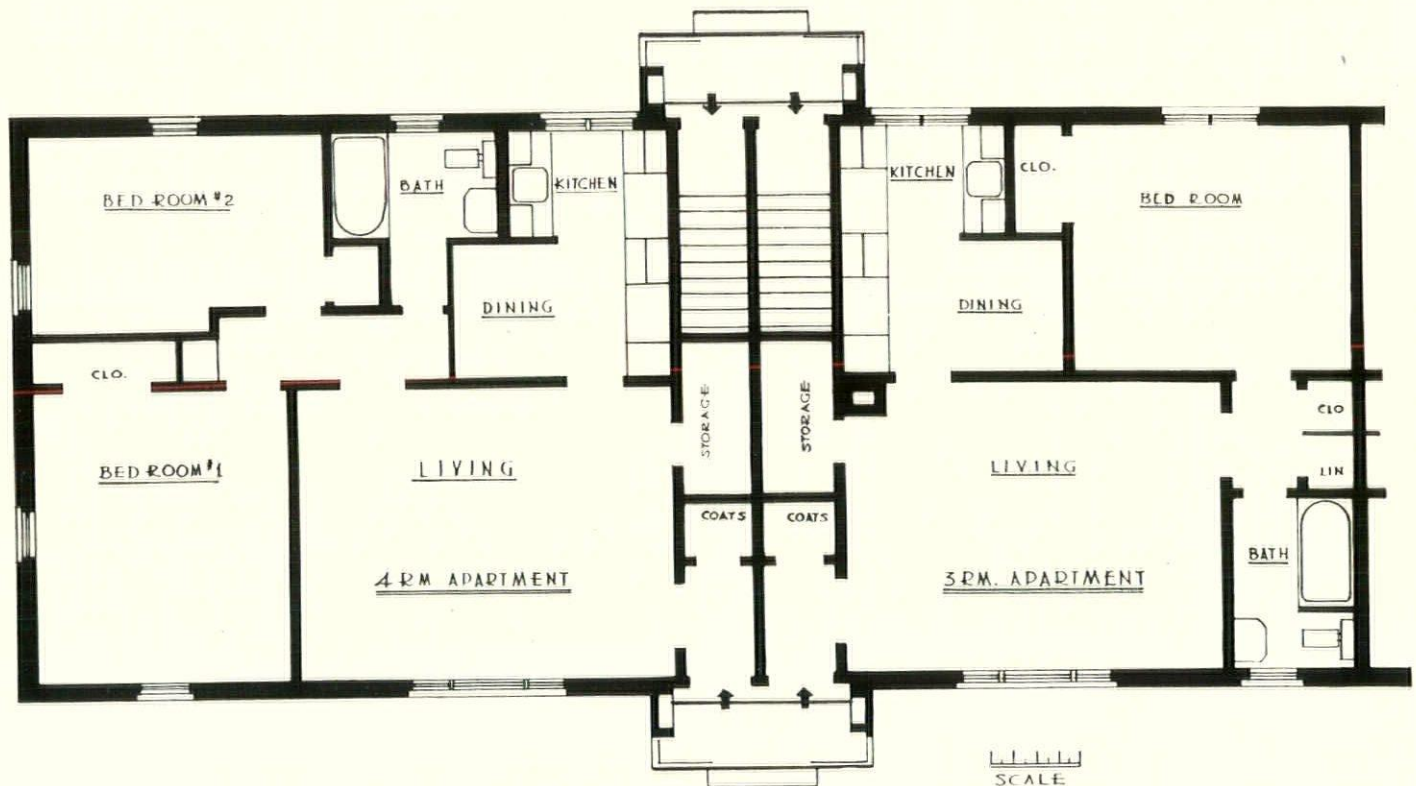 BED ROOM #2
BATH
KITCHEN
DINING
CLO.
BED ROOM #1
LIVING
4 RM APARTMENT
STORAGE
COATS
STORAGE
COATS
KITCHEN
CLO.
BED ROOM
DINING
LIVING
3 RM. APARTMENT
CLO
LIN
BATH
SCALE